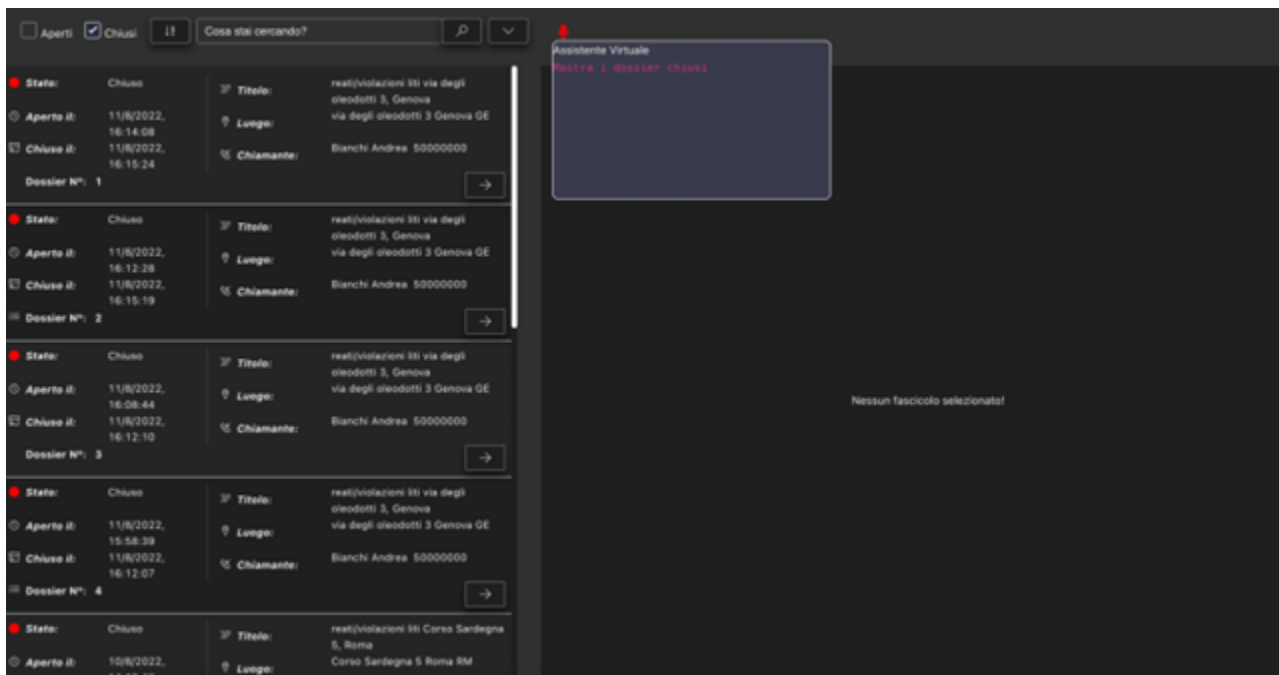 Aperti Chiusi Cosa stai cercando?
Assistente Virtuale
Mostra i dossier chiusi
Stato: Chiuso
Titolo: reati/violazioni liti via degli
oleodotti 3, Genova
Aperto il: 11/8/2022,
16:14:08
Luogo: via degli oleodotti 3 Genova GE
Chiuso il: 11/8/2022,
16:15:24
Chiamante: Bianchi Andrea 50000000
Dossier N°: 1
Stato: Chiuso
Titolo: reati/violazioni liti via degli
oleodotti 3, Genova
Aperto il: 11/8/2022,
16:12:28
Luogo: via degli oleodotti 3 Genova GE
Chiuso il: 11/8/2022,
16:15:19
Chiamante: Bianchi Andrea 50000000
Dossier N°: 2
Stato: Chiuso
Titolo: reati/violazioni liti via degli
oleodotti 3, Genova
Aperto il: 11/8/2022,
16:08:44
Luogo: via degli oleodotti 3 Genova GE
Chiuso il: 11/8/2022,
16:12:10
Chiamante: Bianchi Andrea 50000000
Dossier N°: 3
Stato: Chiuso
Titolo: reati/violazioni liti via degli
oleodotti 3, Genova
Aperto il: 11/8/2022,
15:58:39
Luogo: via degli oleodotti 3 Genova GE
Chiuso il: 11/8/2022,
16:12:07
Chiamante: Bianchi Andrea 50000000
Dossier N°: 4
Stato: Chiuso
Titolo: reati/violazioni liti Corso Sardegna
5, Roma
Aperto il: 10/8/2022,
Luogo: Corso Sardegna 5 Roma RM
Nessun fascicolo selezionato!